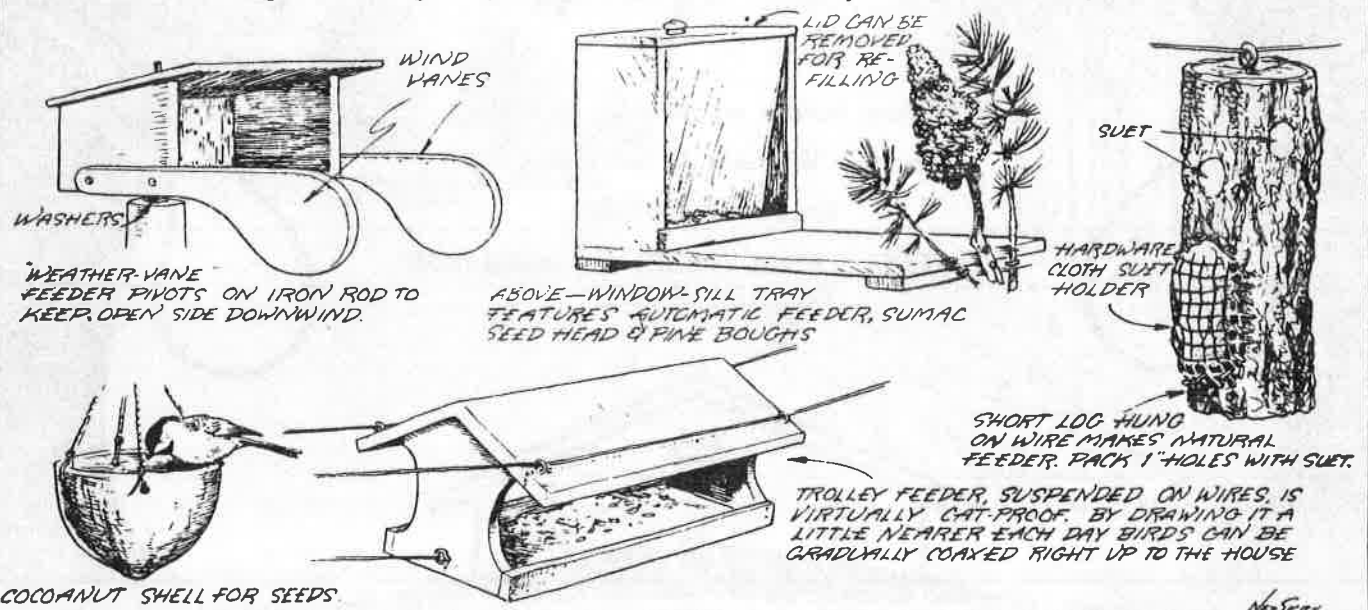 WIND
VANES
WASHERS
"WEATHER-VANE
FEEDER PIVOTS ON IRON ROD TO
KEEP OPEN SIDE DOWNWIND.
LID CAN BE
REMOVED
FOR RE-
FILLING
ABOVE—WINDOW-SILL TRAY
FEATURES AUTOMATIC FEEDER, SUMAC
SEED HEAD & PINE BOUGHS
SUET
HARDWARE
CLOTH SUET
HOLDER
SHORT LOG HUNG
ON WIRE MAKES NATURAL
FEEDER. PACK 1" HOLES WITH SUET.
COCOANUT SHELL FOR SEEDS.
TROLLEY FEEDER, SUSPENDED ON WIRES, IS
VIRTUALLY CAT-PROOF. BY DRAWING IT A
LITTLE NEARER EACH DAY BIRDS CAN BE
GRADUALLY COAXED RIGHT UP TO THE HOUSE